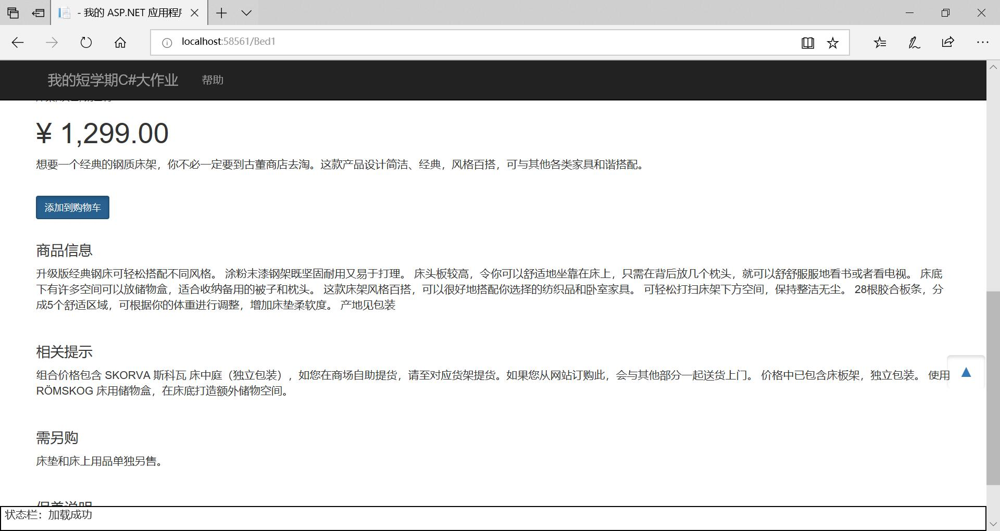 - 我的 ASP.NET 应用程序
localhost:58561/Bed1
我的短学期C#大作业 帮助
¥ 1,299.00
想要一个经典的钢质床架，你不必一定要到古董商店去淘。这款产品设计简洁、经典，风格百搭，可与其他各类家具和谐搭配。
添加到购物车
商品信息
升级版经典钢床可轻松搭配不同风格。 涂粉末漆钢架既坚固耐用又易于打理。 床头板较高，令你可以舒适地坐靠在床上，只需在背后放几个枕头，就可以舒舒服服地看书或者看电视。 床底
下有许多空间可以放储物盒，适合收纳备用的被子和枕头。 这款床架风格百搭，可以很好地搭配你选择的纺织品和卧室家具。 可轻松打扫床架下方空间，保持整洁无尘。 28根胶合板条，分
成5个舒适区域，可根据你的体重进行调整，增加床垫柔软度。 产地见包装
相关提示
组合价格包含 SKORVA 斯科瓦 床中庭（独立包装），如您在商场自助提货，请至对应货架提货。如果您从网站订购此，会与其他部分一起送货上门。 价格中已包含床板架，独立包装。 使用
RÖMSKOG 床用储物盒，在床底打造额外储物空间。
需另购
床垫和床上用品单独另售。
保养说明
状态栏：加载成功